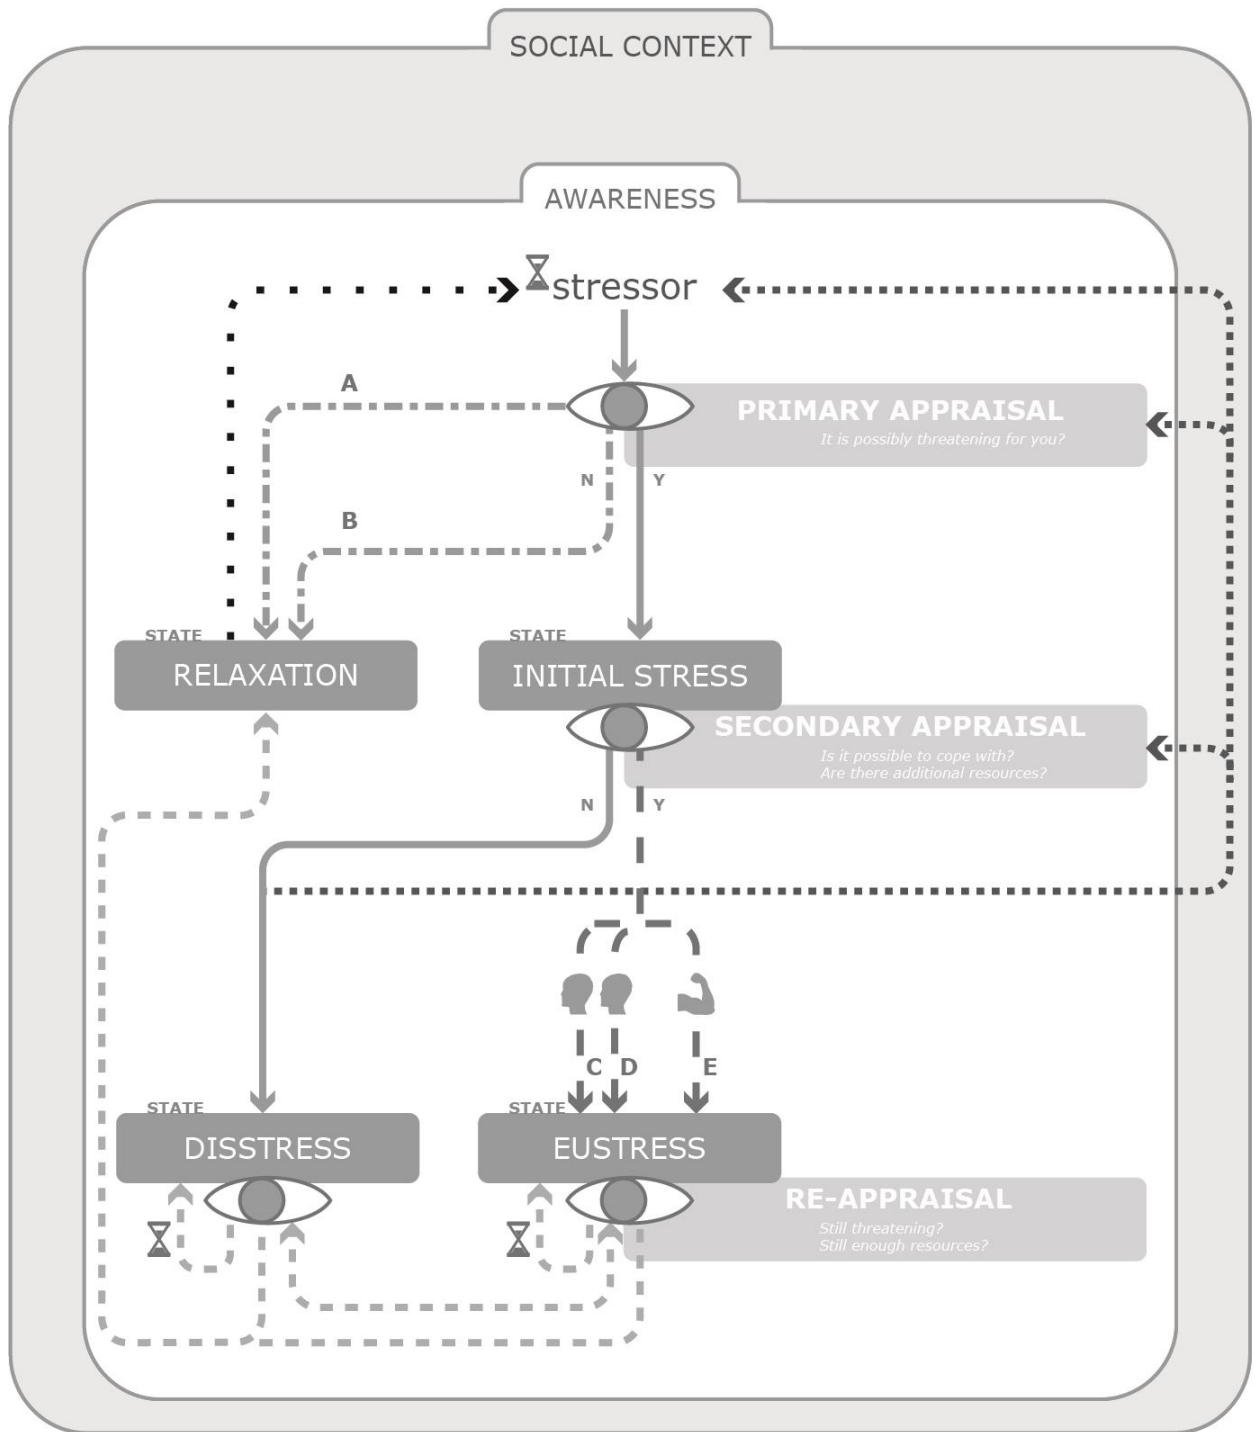 SOCIAL CONTEXT
AWARENESS
stressor
A
PRIMARY APPRAISAL
It is possibly threatening for you?
N
Y
B
STATE
RELAXATION
STATE
INITIAL STRESS
SECONDARY APPRAISAL
Is it possible to cope with?
Are there additional resources?
N
Y
C
D
E
STATE
DISSTRESS
STATE
EUSTRESS
RE-APPRAISAL
Still threatening?
Still enough resources?